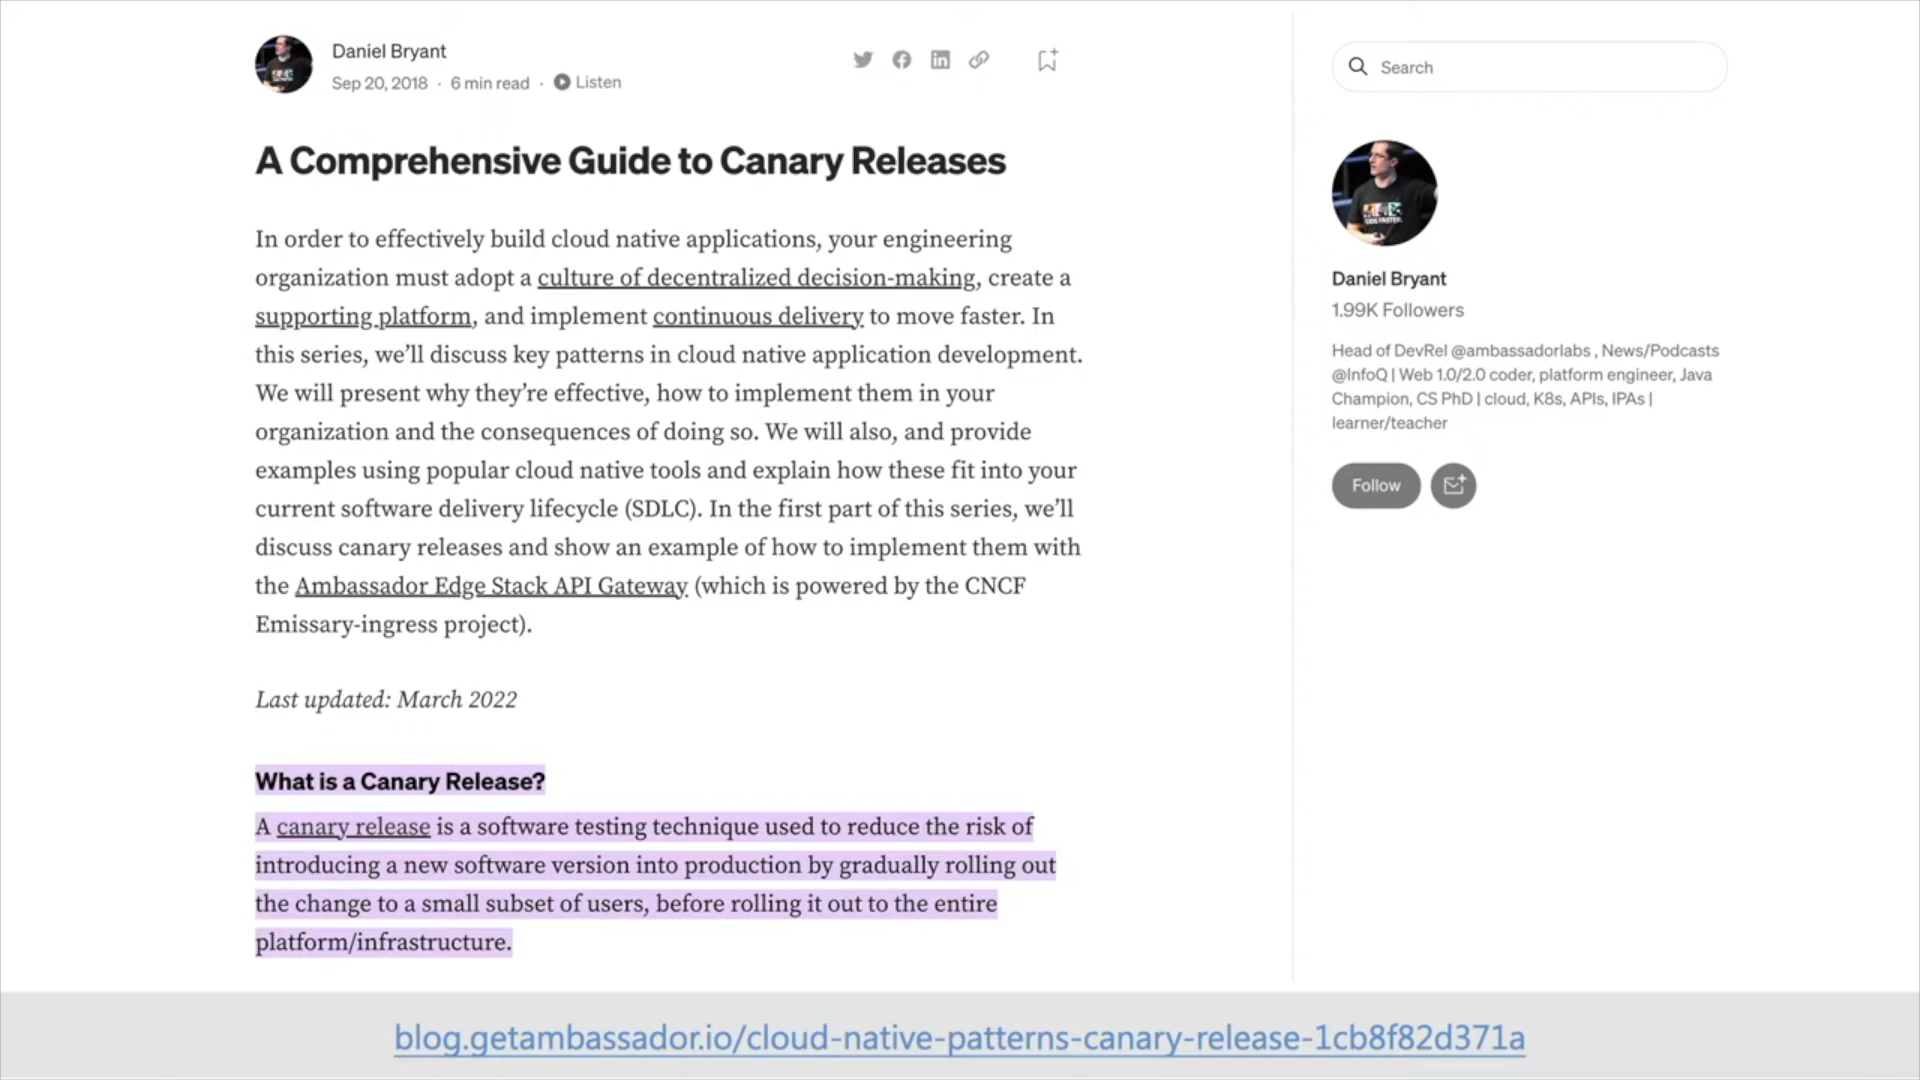 Daniel Bryant
Sep 20, 2018 · 6 min read · Listen
A Comprehensive Guide to Canary Releases
In order to effectively build cloud native applications, your engineering
organization must adopt a culture of decentralized decision-making, create a
supporting platform, and implement continuous delivery to move faster. In
this series, we’ll discuss key patterns in cloud native application development.
We will present why they’re effective, how to implement them in your
organization and the consequences of doing so. We will also, and provide
examples using popular cloud native tools and explain how these fit into your
current software delivery lifecycle (SDLC). In the first part of this series, we’ll
discuss canary releases and show an example of how to implement them with
the Ambassador Edge Stack API Gateway (which is powered by the CNCF
Emissary-ingress project).
Last updated: March 2022
What is a Canary Release?
A canary release is a software testing technique used to reduce the risk of
introducing a new software version into production by gradually rolling out
the change to a small subset of users, before rolling it out to the entire
platform/infrastructure.
Search
Daniel Bryant
1.99K Followers
Head of DevRel @ambassadorlabs , News/Podcasts
@InfoQ | Web 1.0/2.0 coder, platform engineer, Java
Champion, CS PhD | cloud, K8s, APIs, IPAs |
learner/teacher
Follow
blog.getambassador.io/cloud-native-patterns-canary-release-1cb8f82d371a